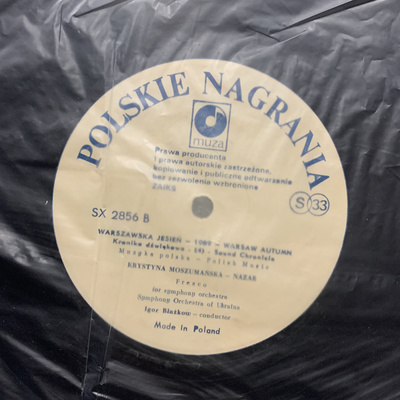 POLSKIE NAGRANIA
muza
Prawa producenta
i prawa autorskie zastrzeżone,
kopiowanie i publiczne odtwarzanie
bez zezwolenia wzbronione
ZAIKS
S 33
SX 2856 B
WARSZAWSKA JESIEŃ — 1989 — WARSAW AUTUMN
Kronika dźwiękowa . (4) . Sound Chronicle
Muzyka polska — Polish Music
KRYSTYNA MOSZUMAŃSKA — NAZAR
Fresco
for symphony orchestra
Symphony Orchestra of Ukraine
Igor Błażkow — conductor
Made in Poland